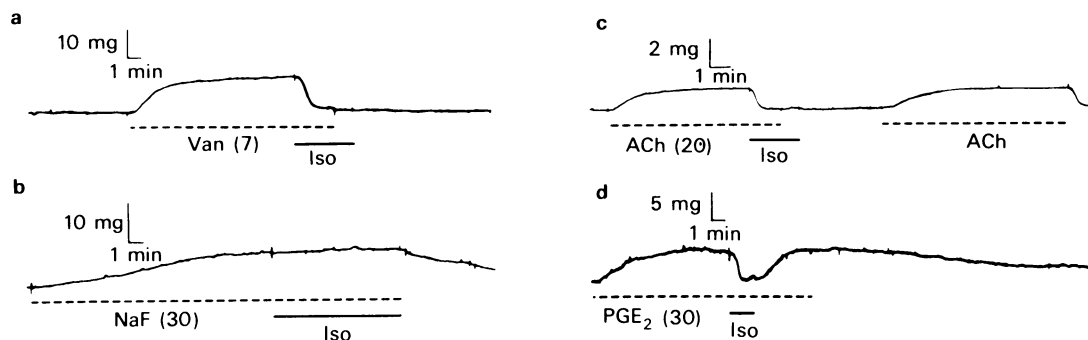 a
10 mg
1 min
Van (7)
Iso
b
10 mg
1 min
NaF (30)
Iso
c
2 mg
1 min
ACh (20)
Iso
ACh
d
5 mg
1 min
PGE₂ (30)
Iso